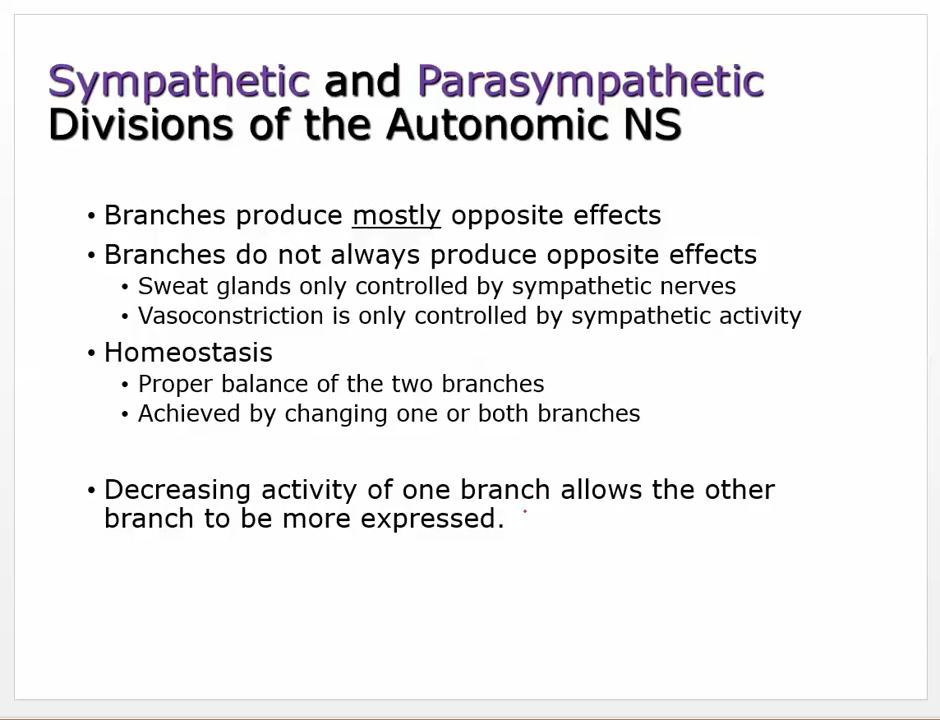 Sympathetic and Parasympathetic
Divisions of the Autonomic NS
• Branches produce mostly opposite effects
• Branches do not always produce opposite effects
• Sweat glands only controlled by sympathetic nerves
• Vasoconstriction is only controlled by sympathetic activity
• Homeostasis
• Proper balance of the two branches
• Achieved by changing one or both branches
• Decreasing activity of one branch allows the other
branch to be more expressed.